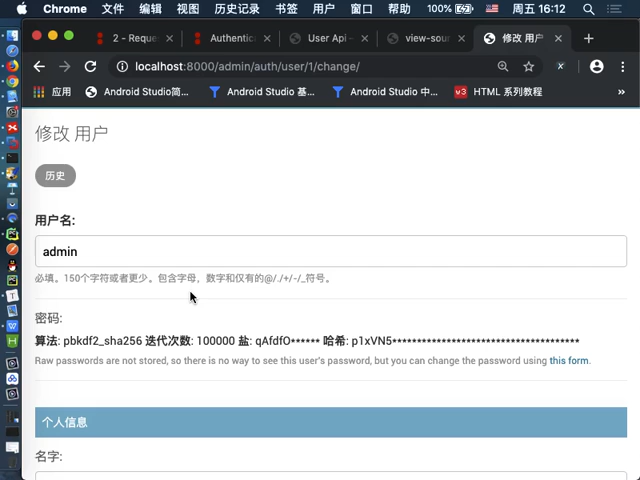 Chrome 文件 编辑 视图 历史记录 书签 用户 窗口 帮助 100% 周五 16:12
2 - Reque
Authentic
User Api –
view-sour
修改 用户
localhost:8000/admin/auth/user/1/change/
应用 Android Studio简... Android Studio 基... Android Studio 中... v3 HTML 系列教程 »
修改 用户
历史
用户名:
admin
必填。150个字符或者更少。包含字母，数字和仅有的@/./+/-/_符号。
密码:
算法: pbkdf2_sha256 迭代次数: 100000 盐: qAfdfO****** 哈希: p1xVN5**************************************
Raw passwords are not stored, so there is no way to see this user's password, but you can change the password using this form.
个人信息
名字: